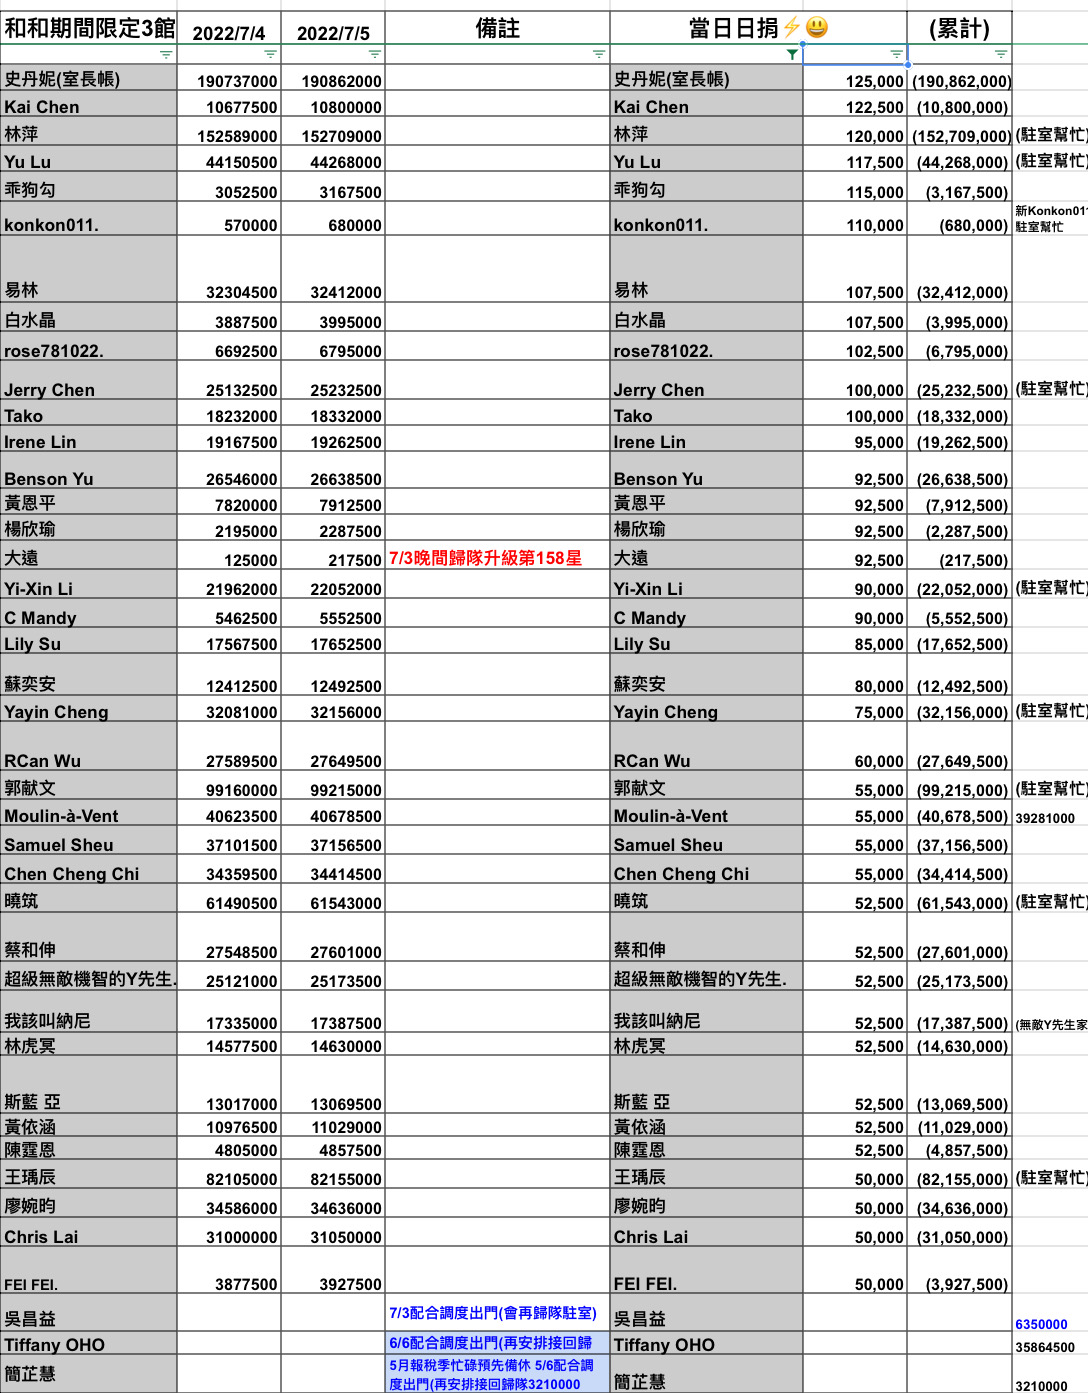 和和期間限定3館 2022/7/4 2022/7/5 備註 當日日捐⚡😃 (累計)
史丹妮(室長帳) 190737000 190862000 史丹妮(室長帳) 125,000 (190,862,000)
Kai Chen 10677500 10800000 Kai Chen 122,500 (10,800,000)
林萍 152589000 152709000 林萍 120,000 (152,709,000) (駐室幫忙)
Yu Lu 44150500 44268000 Yu Lu 117,500 (44,268,000) (駐室幫忙)
乖狗勾 3052500 3167500 乖狗勾 115,000 (3,167,500)
新Konkon011
konkon011. 570000 680000 konkon011. 110,000 (680,000) 駐室幫忙
易林 32304500 32412000 易林 107,500 (32,412,000)
白水晶 3887500 3995000 白水晶 107,500 (3,995,000)
rose781022. 6692500 6795000 rose781022. 102,500 (6,795,000)
Jerry Chen 25132500 25232500 Jerry Chen 100,000 (25,232,500) (駐室幫忙)
Tako 18232000 18332000 Tako 100,000 (18,332,000)
Irene Lin 19167500 19262500 Irene Lin 95,000 (19,262,500)
Benson Yu 26546000 26638500 Benson Yu 92,500 (26,638,500)
黃恩平 7820000 7912500 黃恩平 92,500 (7,912,500)
楊欣瑜 2195000 2287500 楊欣瑜 92,500 (2,287,500)
大遠 125000 217500 7/3晚間歸隊升級第158星 大遠 92,500 (217,500)
Yi-Xin Li 21962000 22052000 Yi-Xin Li 90,000 (22,052,000) (駐室幫忙)
C Mandy 5462500 5552500 C Mandy 90,000 (5,552,500)
Lily Su 17567500 17652500 Lily Su 85,000 (17,652,500)
蘇奕安 12412500 12492500 蘇奕安 80,000 (12,492,500)
Yayin Cheng 32081000 32156000 Yayin Cheng 75,000 (32,156,000) (駐室幫忙)
RCan Wu 27589500 27649500 RCan Wu 60,000 (27,649,500)
郭献文 99160000 99215000 郭献文 55,000 (99,215,000) (駐室幫忙)
Moulin-à-Vent 40623500 40678500 Moulin-à-Vent 55,000 (40,678,500) 39281000
Samuel Sheu 37101500 37156500 Samuel Sheu 55,000 (37,156,500)
Chen Cheng Chi 34359500 34414500 Chen Cheng Chi 55,000 (34,414,500)
曉筑 61490500 61543000 曉筑 52,500 (61,543,000) (駐室幫忙)
蔡和伸 27548500 27601000 蔡和伸 52,500 (27,601,000)
超級無敵機智的Y先生. 25121000 25173500 超級無敵機智的Y先生. 52,500 (25,173,500)
我該叫納尼 17335000 17387500 我該叫納尼 52,500 (17,387,500) (無敵Y先生家
林虎冥 14577500 14630000 林虎冥 52,500 (14,630,000)
斯藍 亞 13017000 13069500 斯藍 亞 52,500 (13,069,500)
黃依涵 10976500 11029000 黃依涵 52,500 (11,029,000)
陳霆恩 4805000 4857500 陳霆恩 52,500 (4,857,500)
王瑀辰 82105000 82155000 王瑀辰 50,000 (82,155,000) (駐室幫忙)
廖婉昀 34586000 34636000 廖婉昀 50,000 (34,636,000)
Chris Lai 31000000 31050000 Chris Lai 50,000 (31,050,000)
FEI FEI. 3877500 3927500 FEI FEI. 50,000 (3,927,500)
吳昌益 7/3配合調度出門(會再歸隊駐室) 吳昌益 6350000
Tiffany OHO 6/6配合調度出門(再安排接回歸 Tiffany OHO 35864500
5月報稅季忙碌預先備休 5/6配合調
簡芷慧 度出門(再安排接回歸隊3210000 簡芷慧 3210000